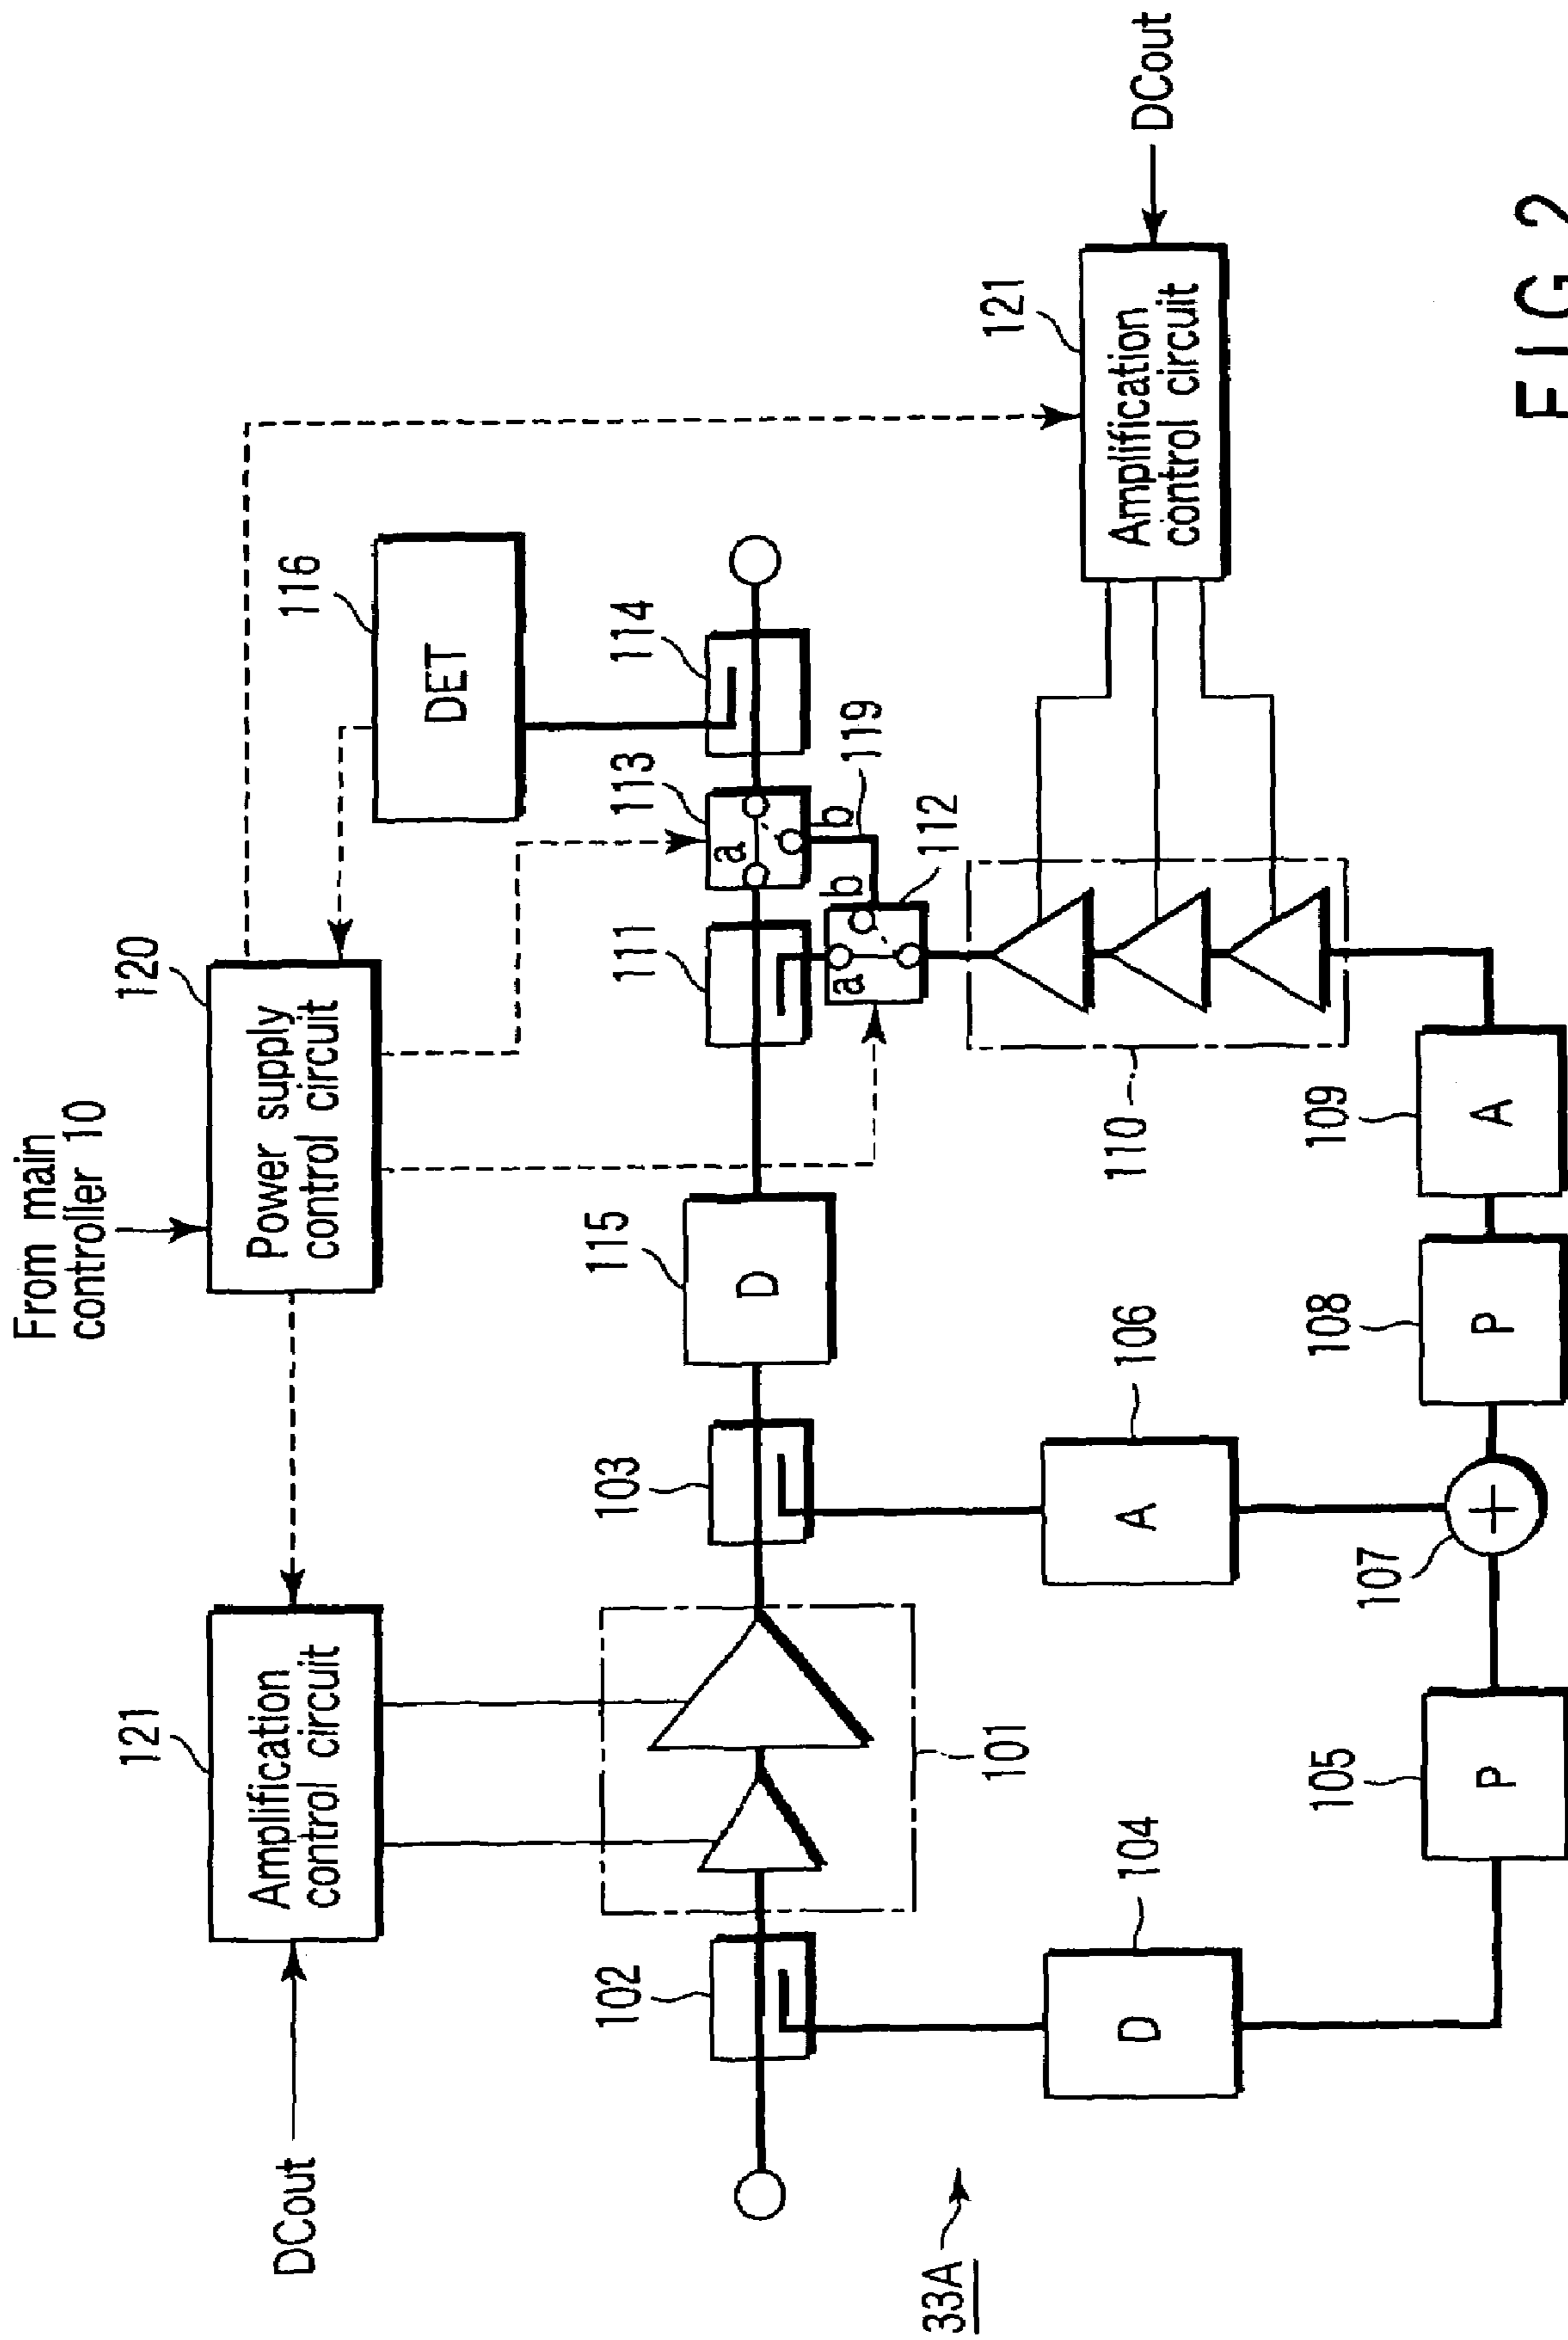 From main
controller 10
120
Power supply
control circuit
121
Amplification
control circuit
DCout
116
DET
102
101
103
115
D
111
113
a
b
114
119
112
a
b
121
Amplification
control circuit
DCout
104
D
106
A
110
105
P
107
+
108
P
109
A
33A
FIG. 2